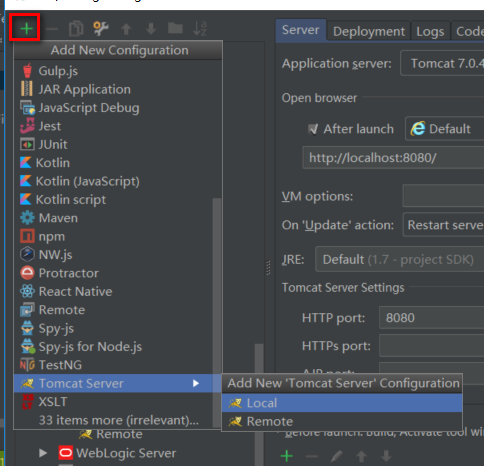 Add New Configuration
Gulp.js
JAR Application
JavaScript Debug
Jest
JUnit
Kotlin
Kotlin (JavaScript)
Kotlin script
Maven
npm
NW.js
Protractor
React Native
Remote
Spy-js
Spy-js for Node.js
TestNG
Tomcat Server
XSLT
33 items more (irrelevant)...
Remote
WebLogic Server
Server Deployment Logs Code
Application server: Tomcat 7.0.4
Open browser
After launch Default
http://localhost:8080/
VM options:
On 'Update' action: Restart serve
JRE: Default (1.7 - project SDK)
Tomcat Server Settings
HTTP port: 8080
HTTPs port:
Add New 'Tomcat Server' Configuration
Local
Remote
Before launch: Build, Activate tool wi